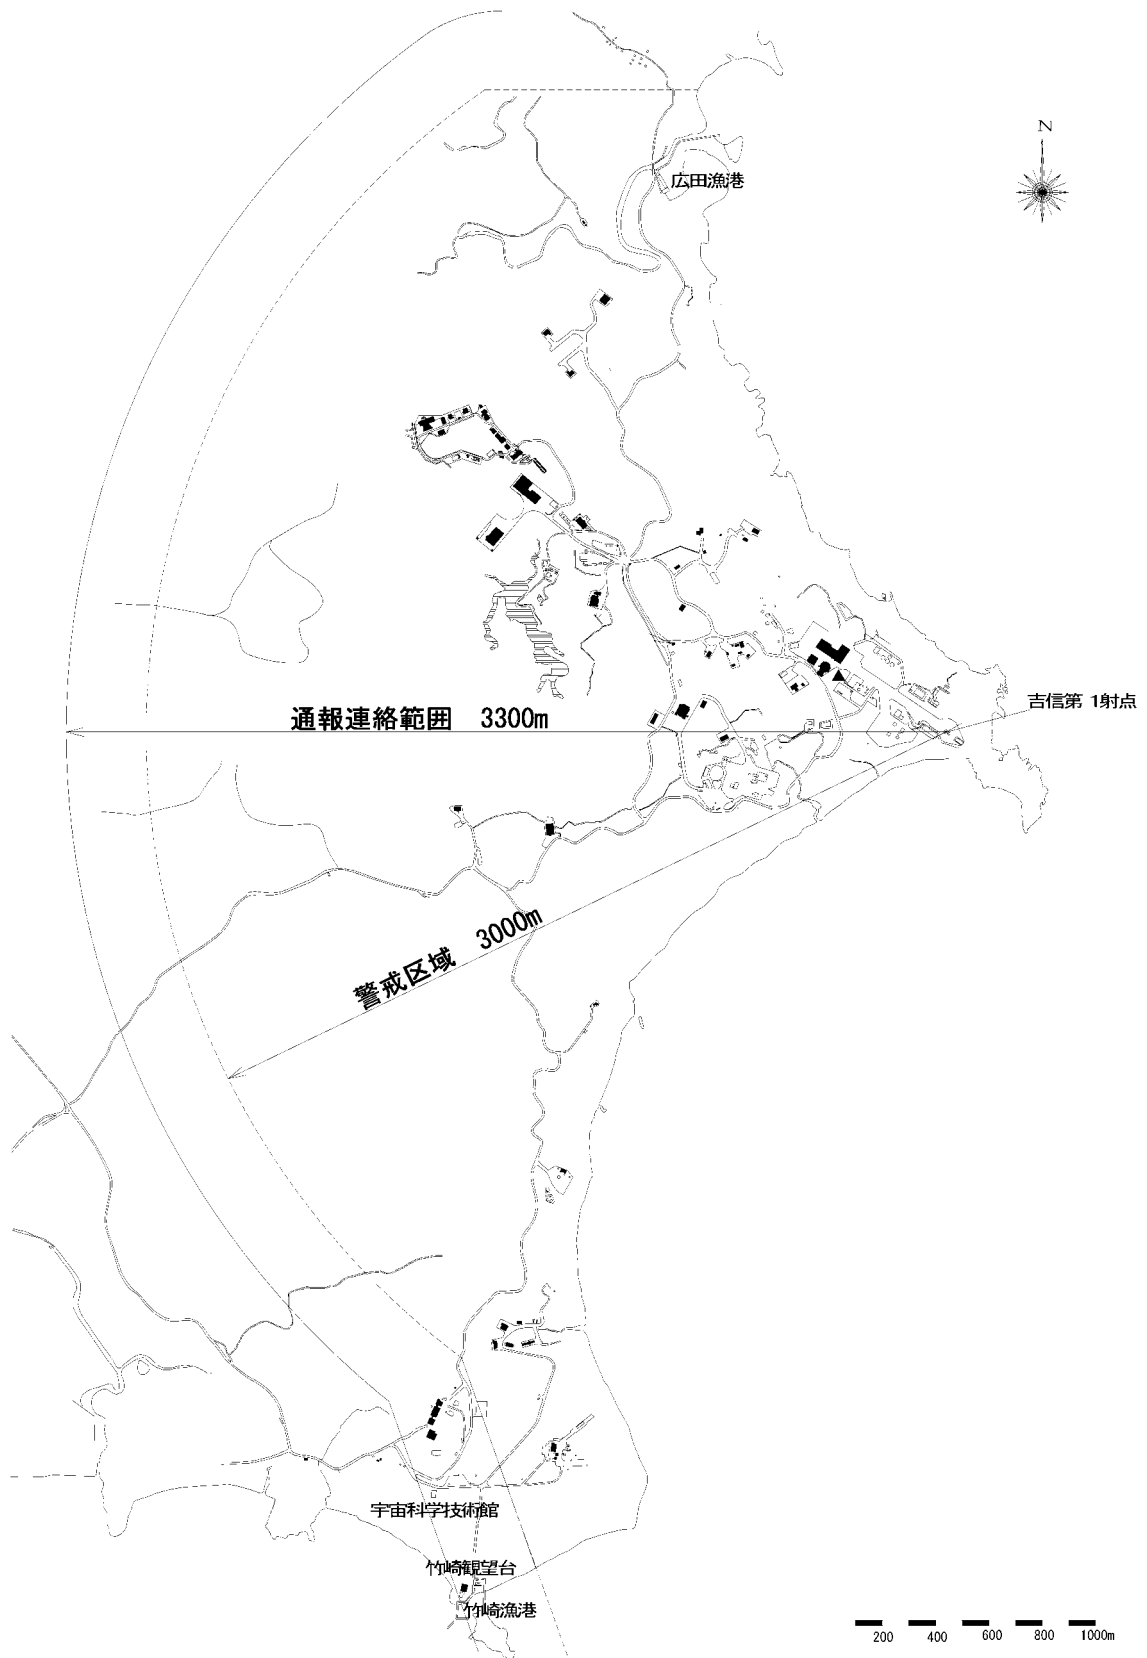 N
広田漁港
吉信第1射点
通報連絡範囲 3300m
警戒区域 3000m
宇宙科学技術館
竹崎観望台
竹崎漁港
200 400 600 800 1000m